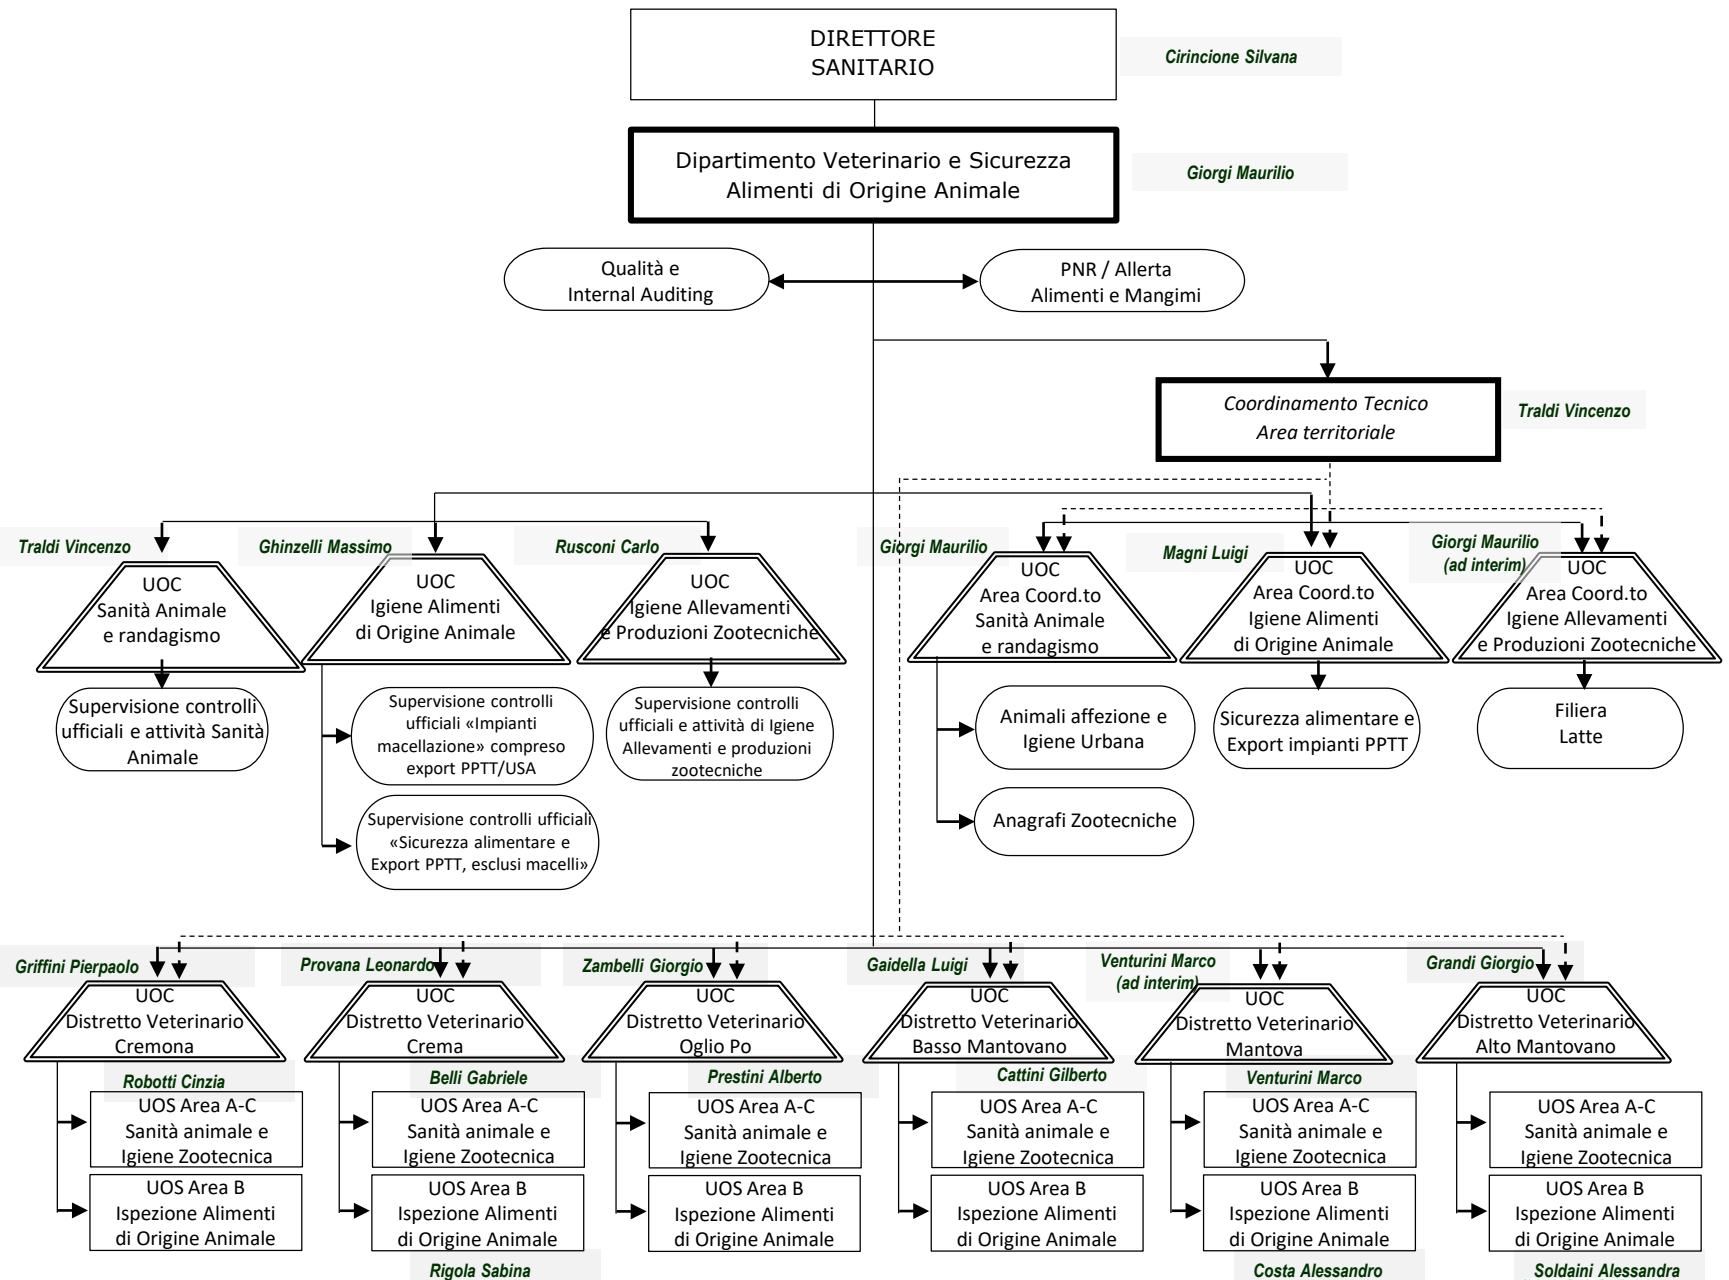 DIRETTORE
SANITARIO
Cirincione Silvana
Dipartimento Veterinario e Sicurezza
Alimenti di Origine Animale
Giorgi Maurilio
Qualità e
Internal Auditing
PNR / Allerta
Alimenti e Mangimi
Coordinamento Tecnico
Area territoriale
Traldi Vincenzo
Traldi Vincenzo
UOC
Sanità Animale
e randagismo
Ghinzelli Massimo
UOC
Igiene Alimenti
di Origine Animale
Rusconi Carlo
UOC
Igiene Allevamenti
e Produzioni Zootecniche
Giorgi Maurilio
UOC
Area Coord.to
Sanità Animale
e randagismo
Magni Luigi
UOC
Area Coord.to
Igiene Alimenti
di Origine Animale
Giorgi Maurilio
(ad interim)
UOC
Area Coord.to
Igiene Allevamenti
e Produzioni Zootecniche
Supervisione controlli
ufficiali e attività Sanità
Animale
Supervisione controlli
ufficiali «Impianti
macellazione» compreso
export PPTT/USA
Supervisione controlli ufficiali
«Sicurezza alimentare e
Export PPTT, esclusi macelli»
Supervisione controlli
ufficiali e attività di Igiene
Allevamenti e produzioni
zootecniche
Animali affezione e
Igiene Urbana
Anagrafi Zootecniche
Sicurezza alimentare e
Export impianti PPTT
Filiera
Latte
Griffini Pierpaolo
UOC
Distretto Veterinario
Cremona
Robotti Cinzia
UOS Area A-C
Sanità animale e
Igiene Zootecnica
UOS Area B
Ispezione Alimenti
di Origine Animale
Provana Leonardo
UOC
Distretto Veterinario
Crema
Belli Gabriele
UOS Area A-C
Sanità animale e
Igiene Zootecnica
UOS Area B
Ispezione Alimenti
di Origine Animale
Rigola Sabina
Zambelli Giorgio
UOC
Distretto Veterinario
Oglio Po
Prestini Alberto
UOS Area A-C
Sanità animale e
Igiene Zootecnica
UOS Area B
Ispezione Alimenti
di Origine Animale
Gaidella Luigi
UOC
Distretto Veterinario
Basso Mantovano
Cattini Gilberto
UOS Area A-C
Sanità animale e
Igiene Zootecnica
UOS Area B
Ispezione Alimenti
di Origine Animale
Venturini Marco
(ad interim)
UOC
Distretto Veterinario
Mantova
Venturini Marco
UOS Area A-C
Sanità animale e
Igiene Zootecnica
UOS Area B
Ispezione Alimenti
di Origine Animale
Costa Alessandro
Grandi Giorgio
UOC
Distretto Veterinario
Alto Mantovano
UOS Area A-C
Sanità animale e
Igiene Zootecnica
UOS Area B
Ispezione Alimenti
di Origine Animale
Soldaini Alessandra